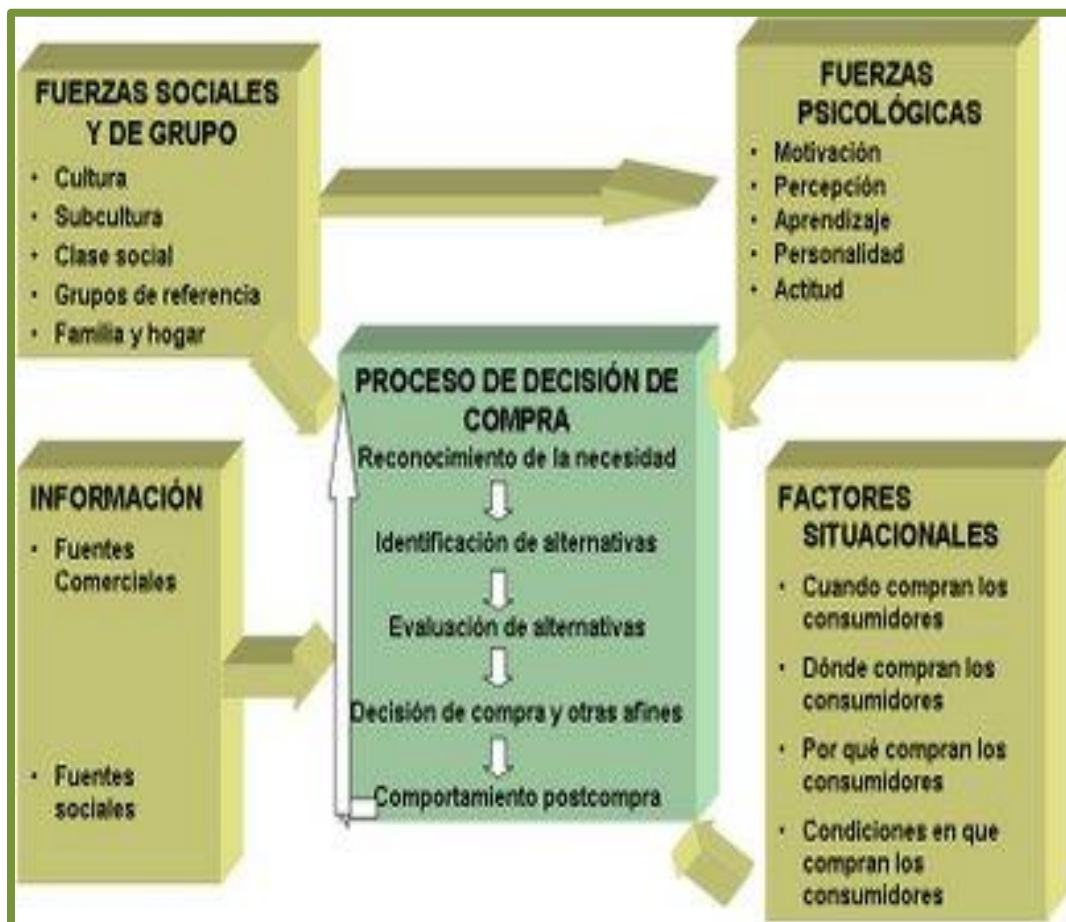 FUERZAS SOCIALES
Y DE GRUPO
• Cultura
• Subcultura
• Clase social
• Grupos de referencia
• Familia y hogar
FUERZAS
PSICOLÓGICAS
• Motivación
• Percepción
• Aprendizaje
• Personalidad
• Actitud
PROCESO DE DECISIÓN DE
COMPRA
Reconocimiento de la necesidad
Identificación de alternativas
Evaluación de alternativas
Decisión de compra y otras afines
Comportamiento postcompra
INFORMACIÓN
• Fuentes
Comerciales
• Fuentes
sociales
FACTORES
SITUACIONALES
• Cuando compran los
consumidores
• Dónde compran los
consumidores
• Por qué compran los
consumidores
• Condiciones en que
compran los
consumidores